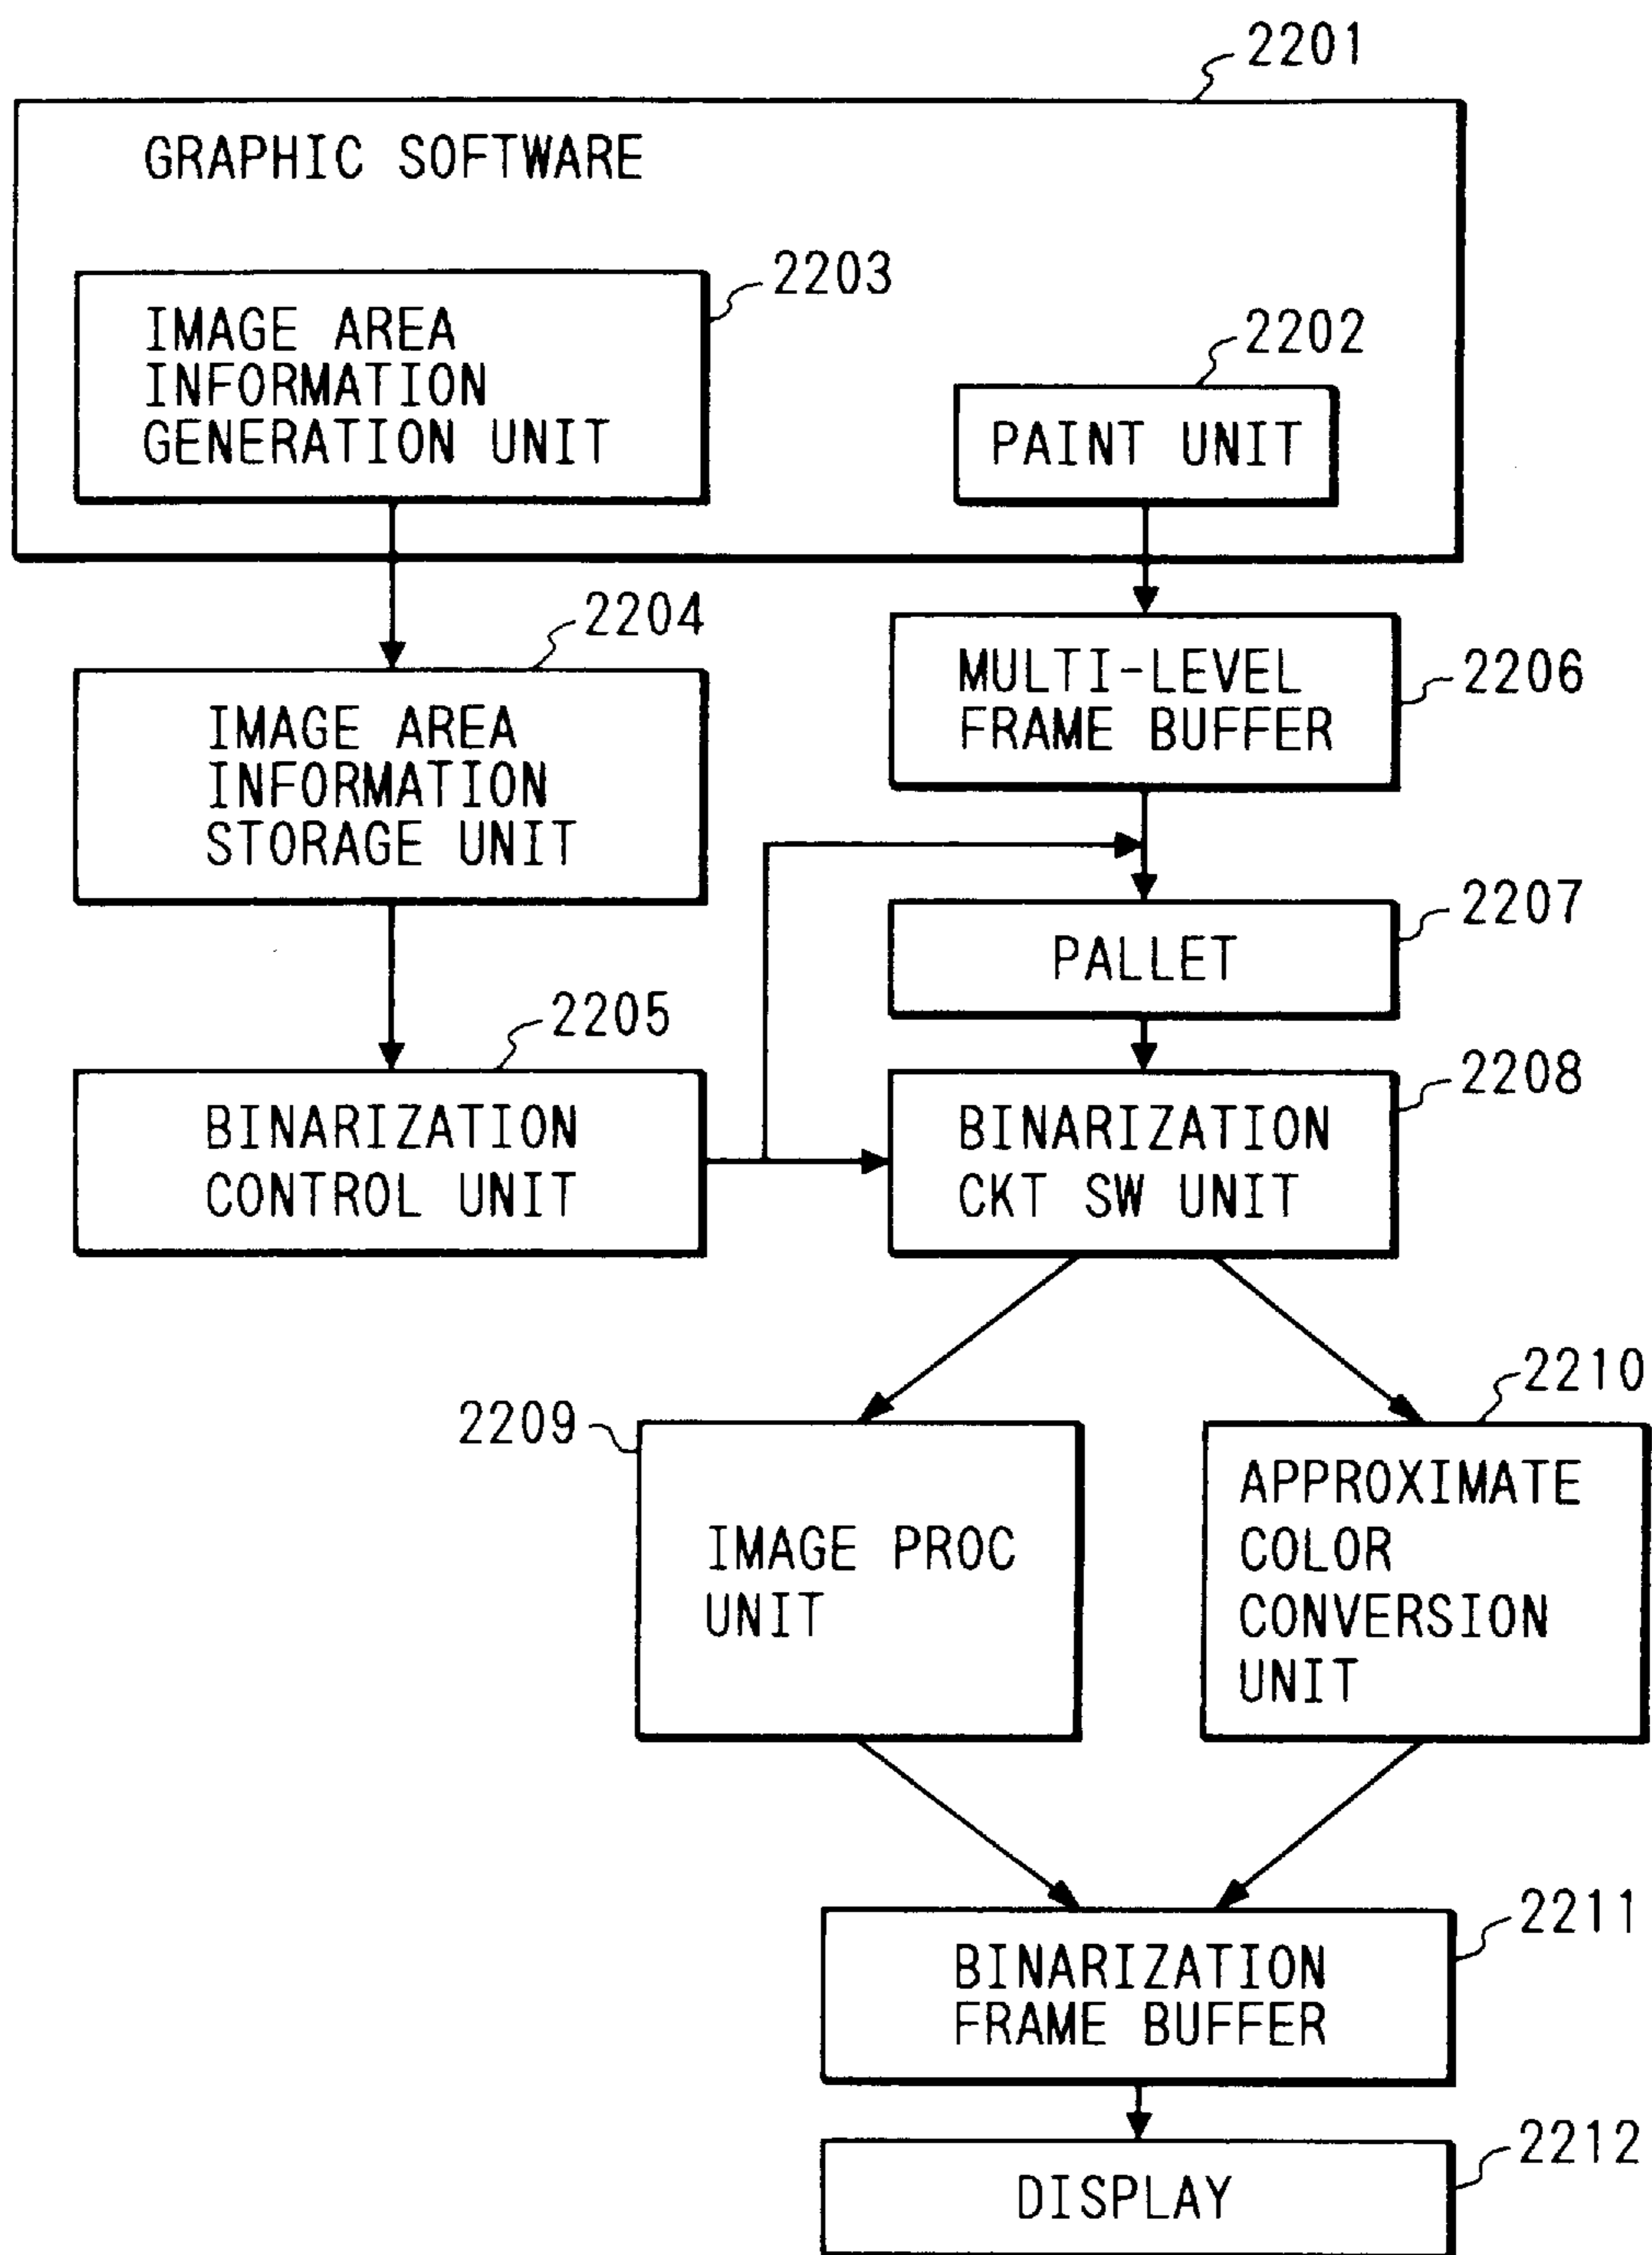 2201
GRAPHIC SOFTWARE
2203
IMAGE AREA
INFORMATION
GENERATION UNIT
2202
PAINT UNIT
2204
IMAGE AREA
INFORMATION
STORAGE UNIT
2206
MULTI-LEVEL
FRAME BUFFER
2207
PALLET
2205
BINARIZATION
CONTROL UNIT
2208
BINARIZATION
CKT SW UNIT
2209
IMAGE PROC
UNIT
2210
APPROXIMATE
COLOR
CONVERSION
UNIT
2211
BINARIZATION
FRAME BUFFER
2212
DISPLAY